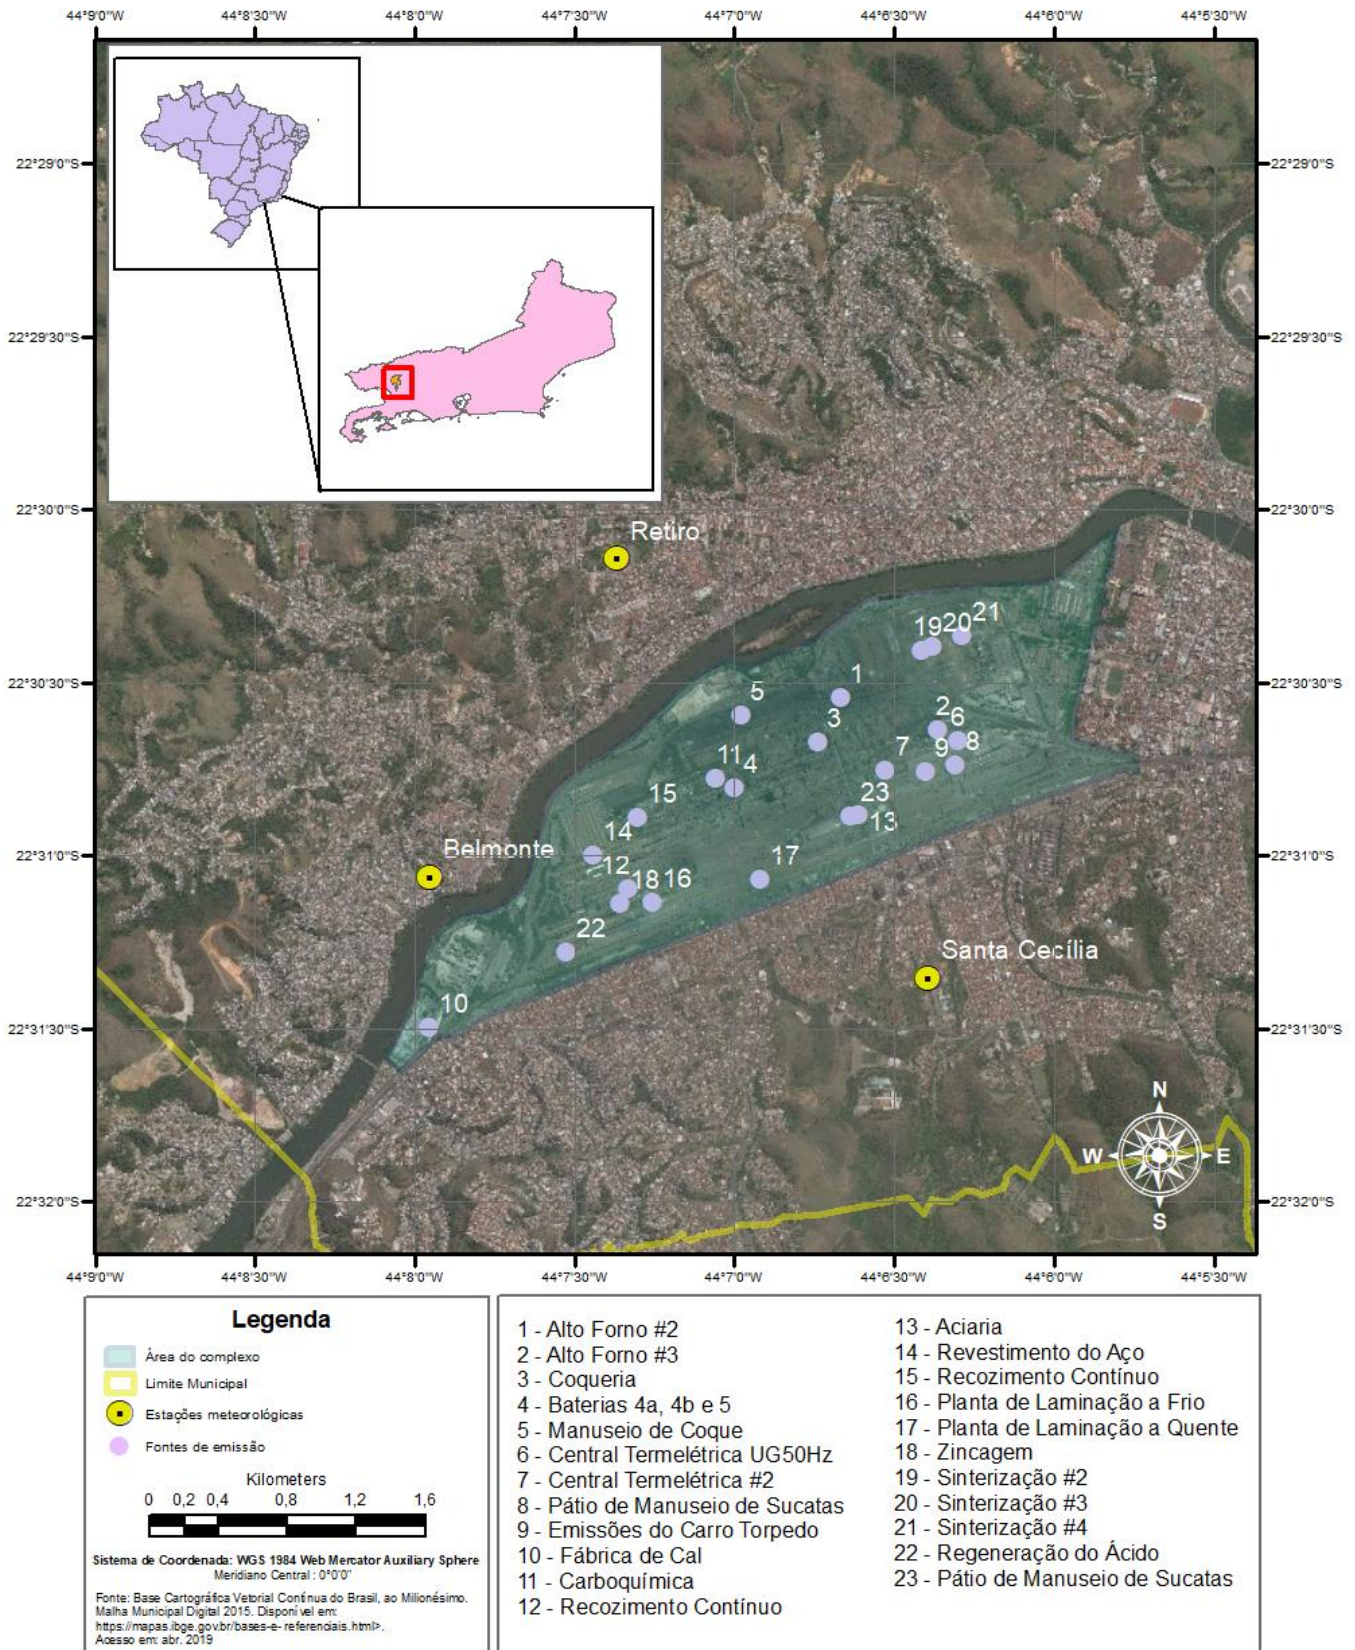 44°9'0"W 44°8'30"W 44°8'0"W 44°7'30"W 44°7'0"W 44°6'30"W 44°6'0"W 44°5'30"W
22°29'0"S 22°29'0"S
22°29'30"S 22°29'30"S
22°30'0"S 22°30'0"S
Retiro
21
19 20
1
22°30'30"S 22°30'30"S
5
2
3
6
7 9 8
11 4
15
23
14
13
Belmonte
22°31'0"S 22°31'0"S
17
12
18 16
22
Santa Cecília
10
22°31'30"S 22°31'30"S
N
W E
S
22°32'0"S 22°32'0"S
44°9'0"W 44°8'30"W 44°8'0"W 44°7'30"W 44°7'0"W 44°6'30"W 44°6'0"W 44°5'30"W
Legenda
Área do complexo
Limite Municipal
Estações meteorológicas
Fontes de emissão
Kilometers
0 0,2 0,4 0,8 1,2 1,6
Sistema de Coordenada: WGS 1984 Web Mercator Auxiliary Sphere
Meridiano Central : 0°0'0"
Fonte: Base Cartográfica Vetorial Contínua do Brasil, ao Milionésimo.
Malha Municipal Digital 2015. Disponível em:
https://mapas.ibge.gov.br/bases-e- referenciais.html>.
Acesso em: abr. 2019
1 - Alto Forno #2
2 - Alto Forno #3
3 - Coqueria
4 - Baterias 4a, 4b e 5
5 - Manuseio de Coque
6 - Central Termelétrica UG50Hz
7 - Central Termelétrica #2
8 - Pátio de Manuseio de Sucatas
9 - Emissões do Carro Torpedo
10 - Fábrica de Cal
11 - Carboquímica
12 - Recozimento Contínuo
13 - Aciaria
14 - Revestimento do Aço
15 - Recozimento Contínuo
16 - Planta de Laminação a Frio
17 - Planta de Laminação a Quente
18 - Zincagem
19 - Sinterização #2
20 - Sinterização #3
21 - Sinterização #4
22 - Regeneração do Ácido
23 - Pátio de Manuseio de Sucatas